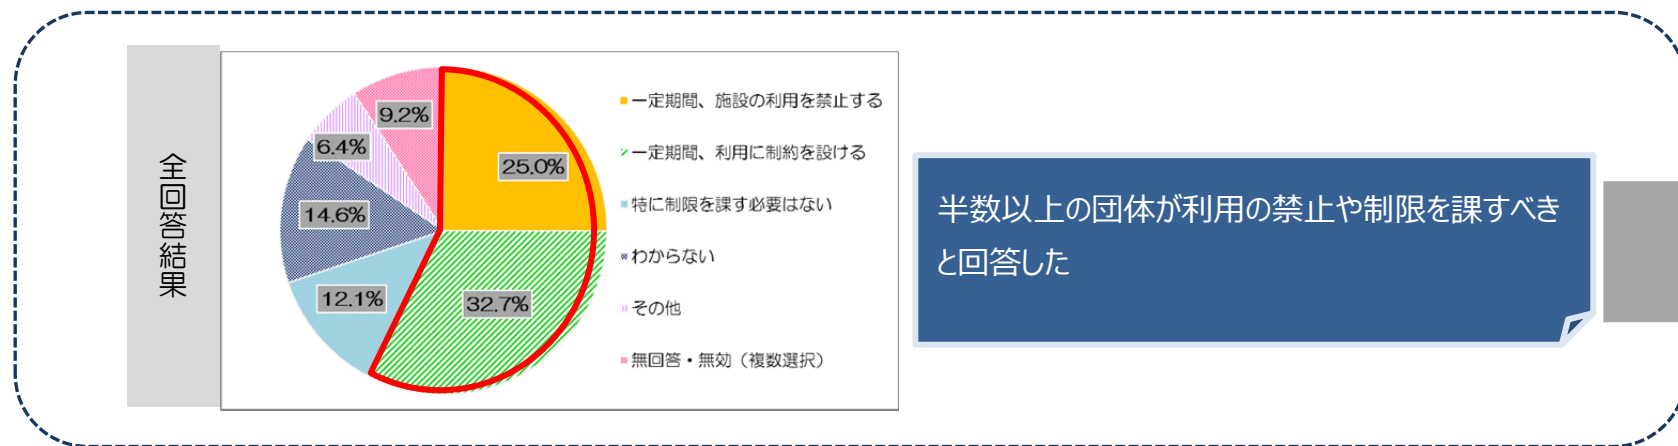 全回答結果
9.2%
6.4%
25.0%
14.6%
12.1%
32.7%
一定期間、施設の利用を禁止する
一定期間、利用に制約を設ける
特に制限を課す必要はない
わからない
その他
無回答・無効（複数選択）
半数以上の団体が利用の禁止や制限を課すべき
と回答した